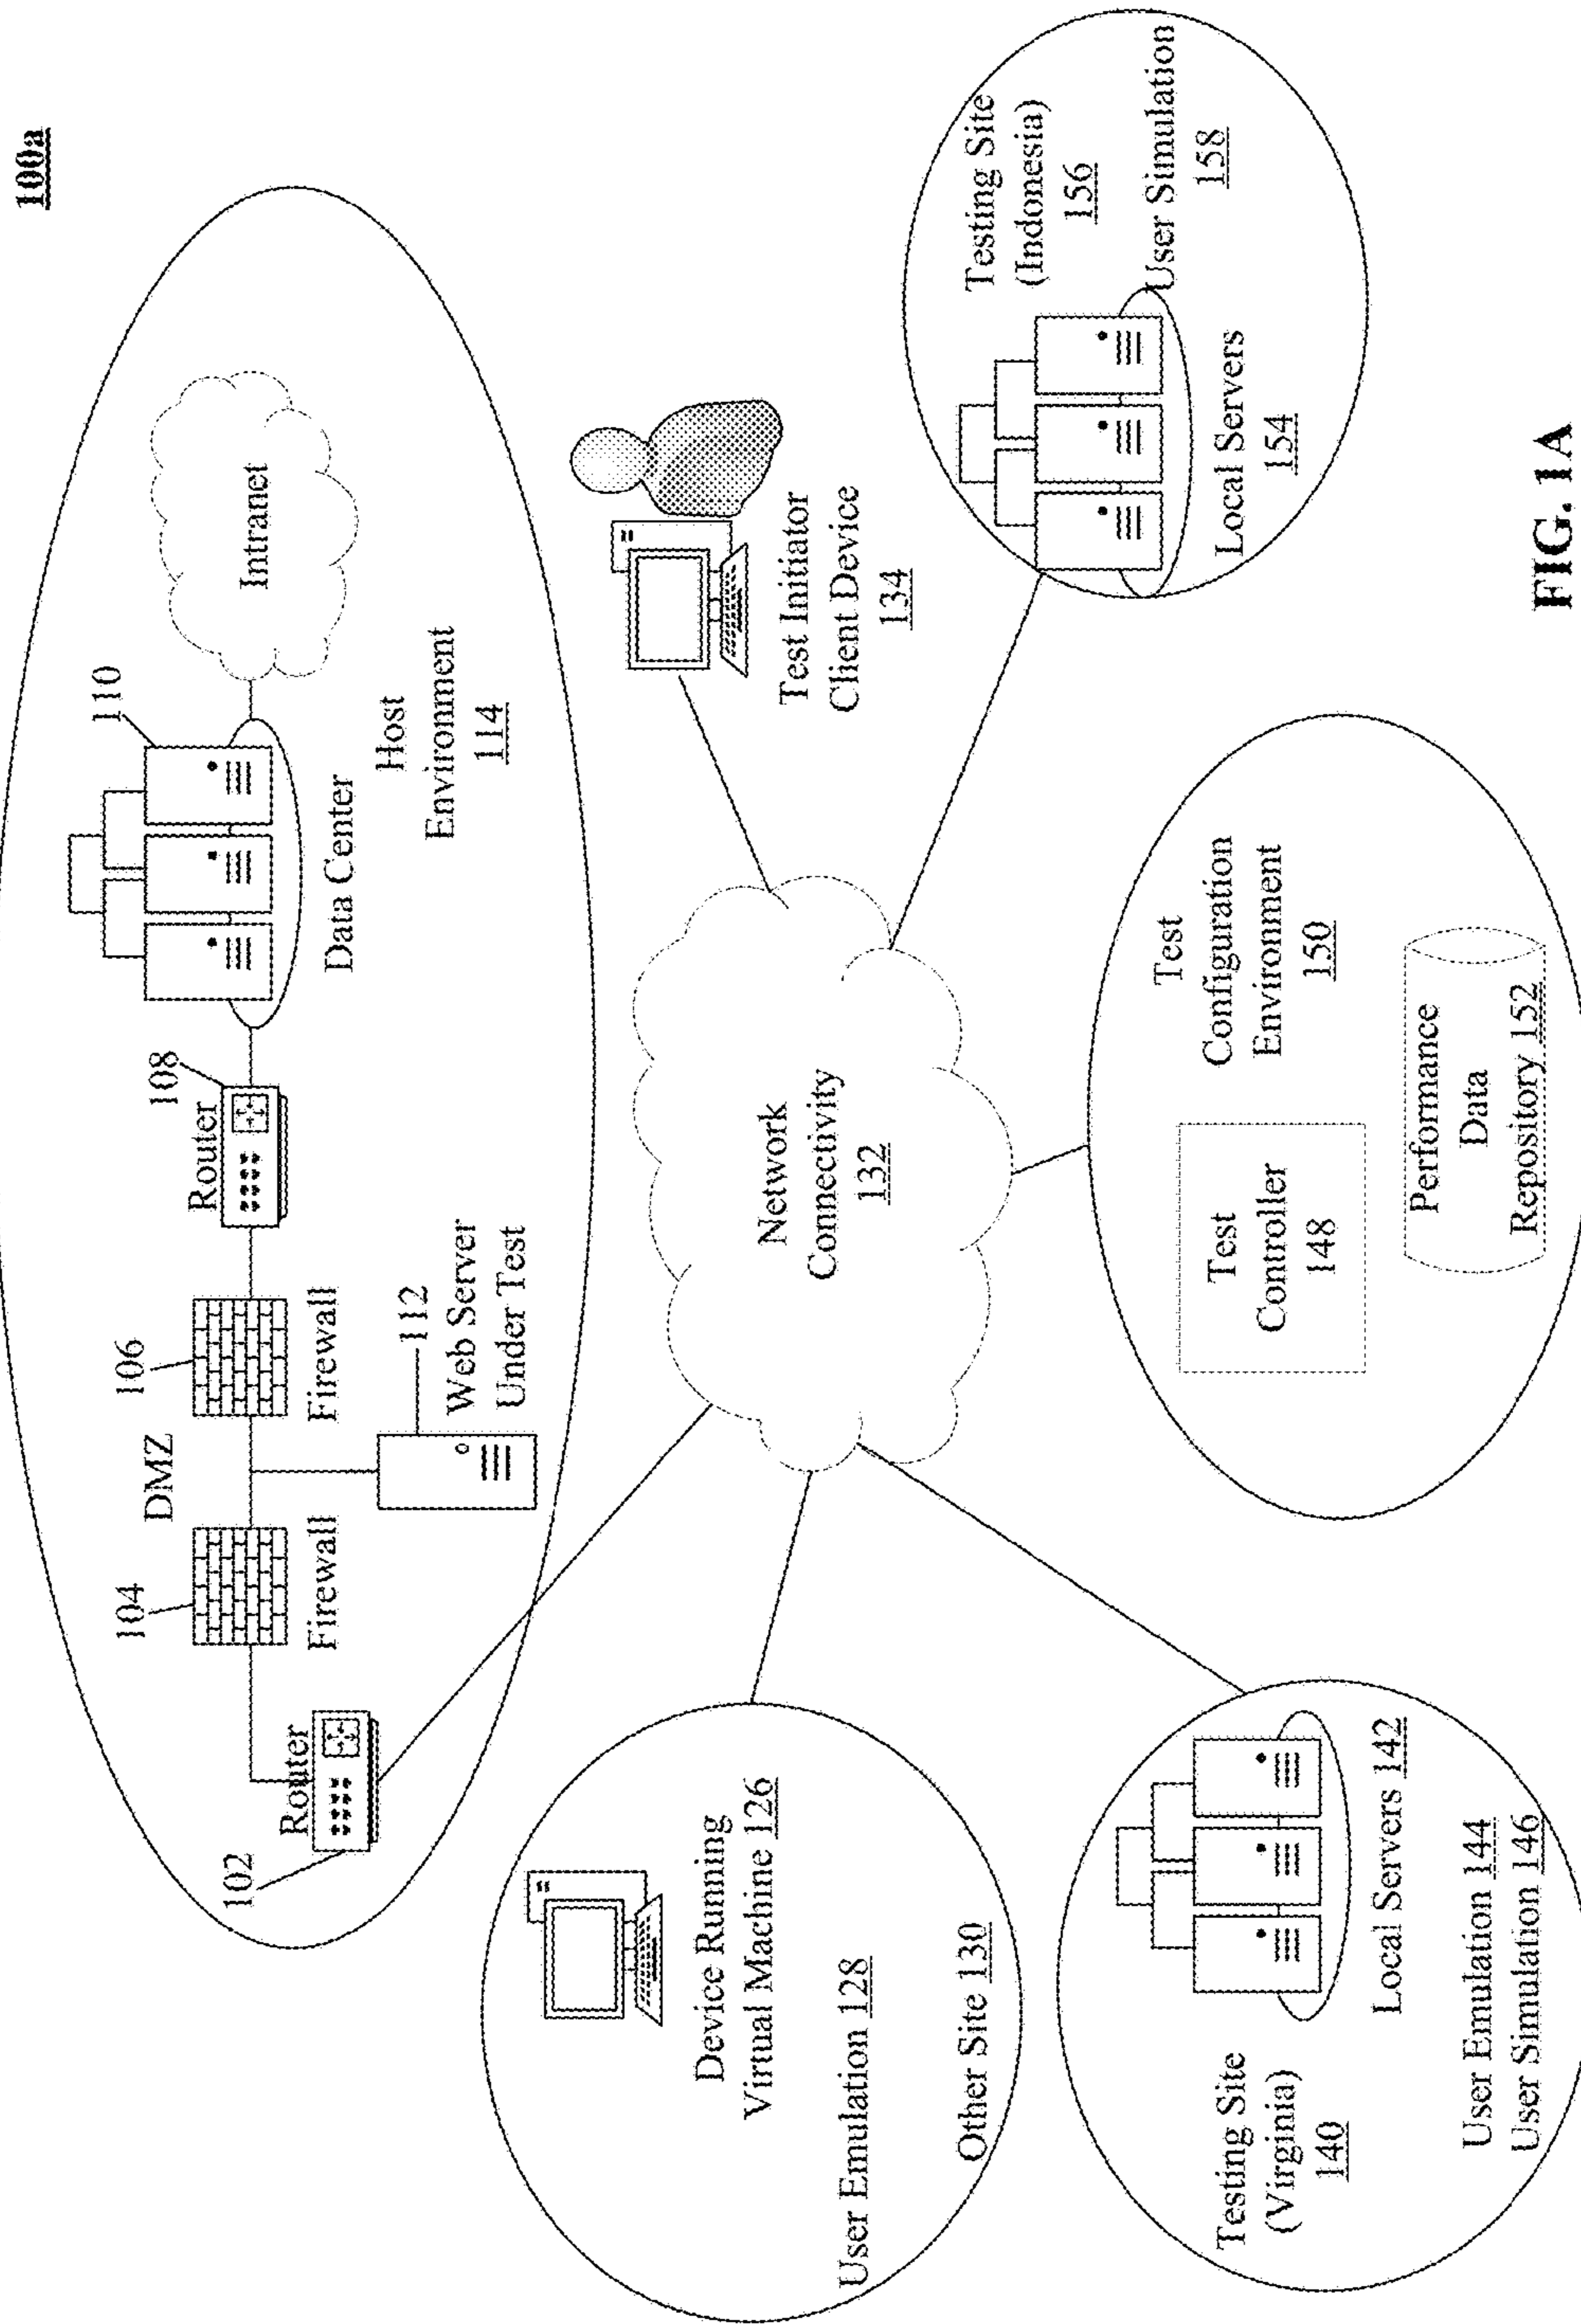 100a
102
Router
104
Firewall
DMZ
106
Firewall
112
Web Server
Under Test
108
Router
110
Data Center
Intranet
Host
Environment
114
Device Running
Virtual Machine 126
User Emulation 128
Other Site 130
Network
Connectivity
132
Test Initiator
Client Device
134
Testing Site
(Virginia)
140
Local Servers 142
User Emulation 144
User Simulation 146
Test
Controller
148
Test
Configuration
Environment
150
Performance
Data
Repository 152
Local Servers
154
Testing Site
(Indonesia)
156
User Simulation
158
FIG. 1A